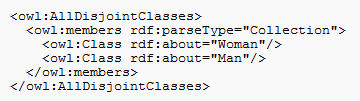 <owl:AllDisjointClasses>
  <owl:members rdf:parseType="Collection">
    <owl:Class rdf:about="Woman"/>
    <owl:Class rdf:about="Man"/>
  </owl:members>
</owl:AllDisjointClasses>